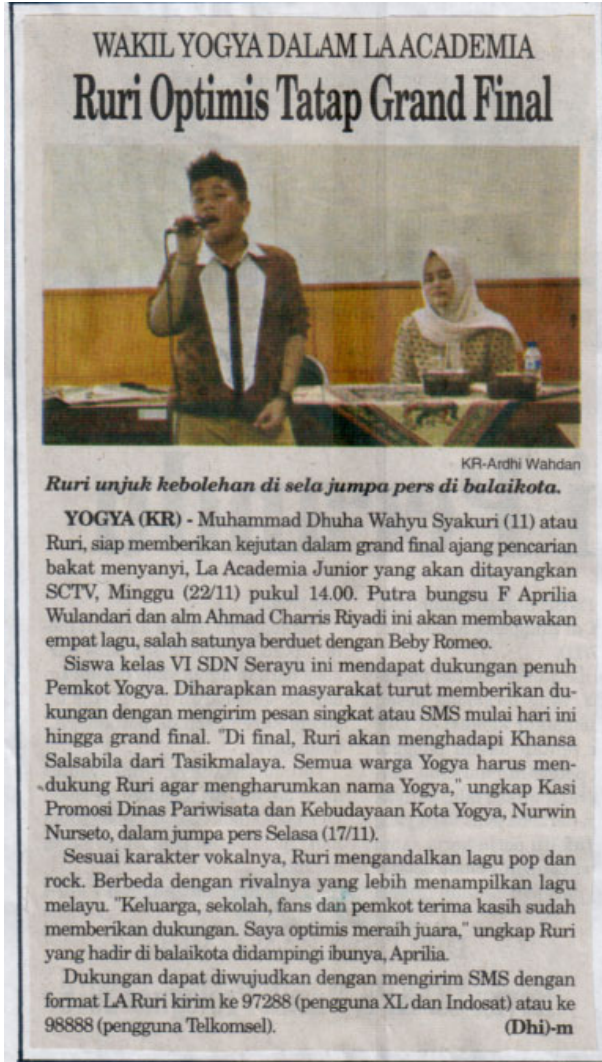 WAKIL YOGYA DALAM LA ACADEMIA
Ruri Optimis Tatap Grand Final
KR-Ardhi Wahdan
Ruri unjuk kebolehan di sela jumpa pers di balaikota.
YOGYA (KR) - Muhammad Dhuha Wahyu Syakuri (11) atau
Ruri, siap memberikan kejutan dalam grand final ajang pencarian
bakat menyanyi, La Academia Junior yang akan ditayangkan
SCTV, Minggu (22/11) pukul 14.00. Putra bungsu F Aprilia
Wulandari dan alm Ahmad Charris Riyadi ini akan membawakan
empat lagu, salah satunya berduet dengan Beby Romeo.
Siswa kelas VI SDN Serayu ini mendapat dukungan penuh
Pemkot Yogya. Diharapkan masyarakat turut memberikan du-
kungan dengan mengirim pesan singkat atau SMS mulai hari ini
hingga grand final. "Di final, Ruri akan menghadapi Khansa
Salsabila dari Tasikmalaya. Semua warga Yogya harus men-
dukung Ruri agar mengharumkan nama Yogya," ungkap Kasi
Promosi Dinas Pariwisata dan Kebudayaan Kota Yogya, Nurwin
Nurseto, dalam jumpa pers Selasa (17/11).
Sesuai karakter vokalnya, Ruri mengandalkan lagu pop dan
rock. Berbeda dengan rivalnya yang lebih menampilkan lagu
melayu. "Keluarga, sekolah, fans dan pemkot terima kasih sudah
memberikan dukungan. Saya optimis meraih juara," ungkap Ruri
yang hadir di balaikota didampingi ibunya, Aprilia.
Dukungan dapat diwujudkan dengan mengirim SMS dengan
format LA Ruri kirim ke 97288 (pengguna XL dan Indosat) atau ke
98888 (pengguna Telkomsel). (Dhi)-m